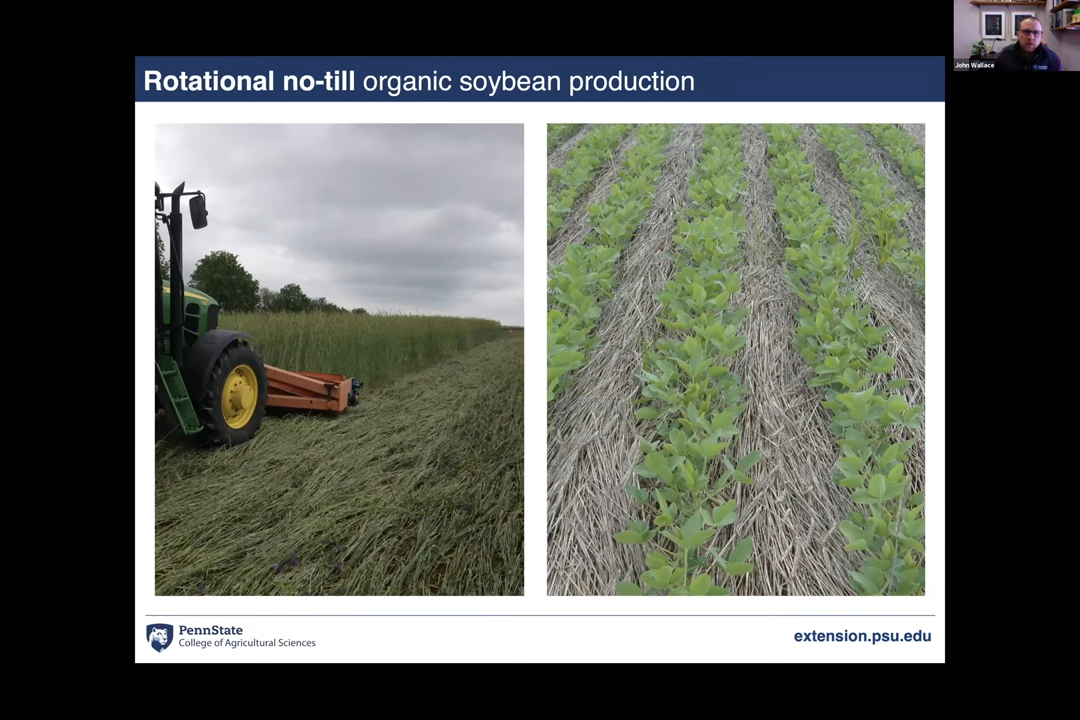 John Wallace
Rotational no-till organic soybean production
PennState
College of Agricultural Sciences
extension.psu.edu